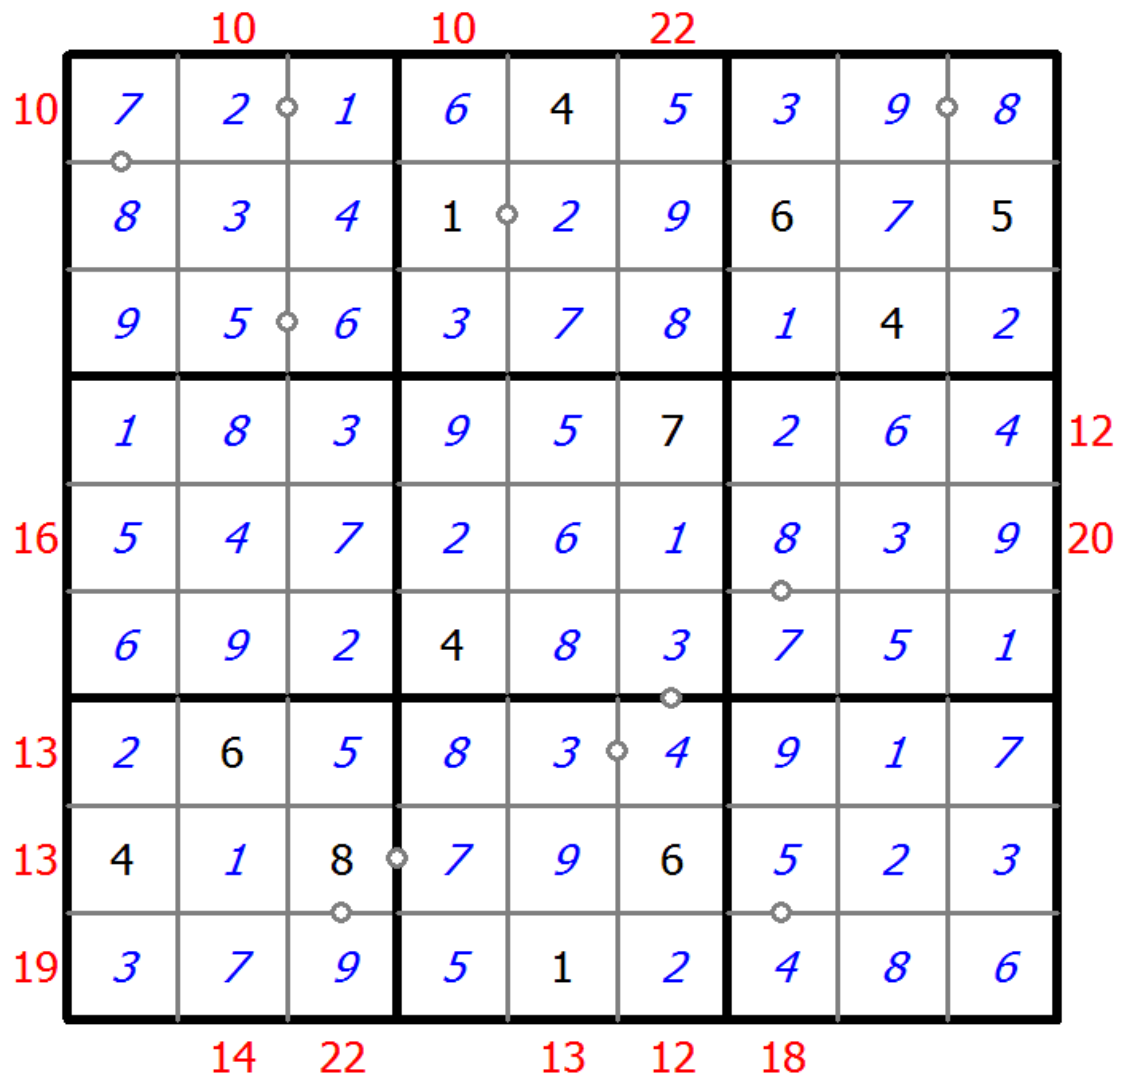 10 10 22
10 7 2 1 6 4 5 3 9 8
8 3 4 1 2 9 6 7 5
9 5 6 3 7 8 1 4 2
1 8 3 9 5 7 2 6 4 12
16 5 4 7 2 6 1 8 3 9 20
6 9 2 4 8 3 7 5 1
13 2 6 5 8 3 4 9 1 7
13 4 1 8 7 9 6 5 2 3
19 3 7 9 5 1 2 4 8 6
14 22 13 12 18